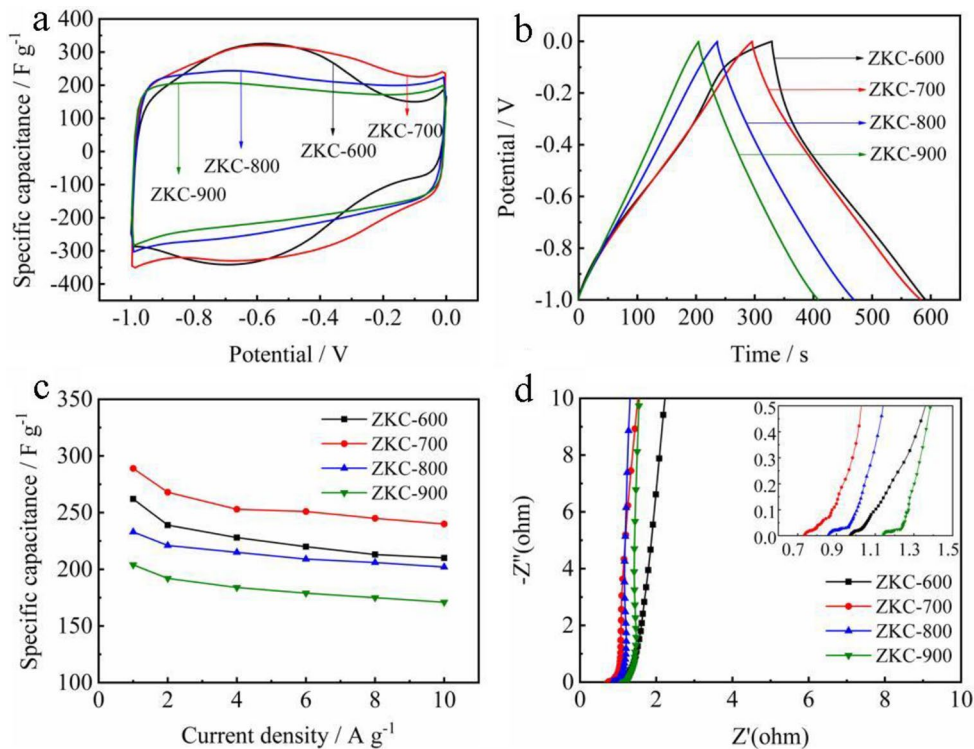 a
400
300
200
100
0
-100
-200
-300
-400
Specific capacitance / F g⁻¹
ZKC-700
ZKC-600
ZKC-800
ZKC-900
-1.0 -0.8 -0.6 -0.4 -0.2 0.0
Potential / V
b
0.0
-0.2
-0.4
-0.6
-0.8
-1.0
Potential / V
ZKC-600
ZKC-700
ZKC-800
ZKC-900
0 100 200 300 400 500 600
Time / s
c
350
300
250
200
150
100
Specific capacitance / F g⁻¹
ZKC-600
ZKC-700
ZKC-800
ZKC-900
0 2 4 6 8 10
Current density / A g⁻¹
d
10
8
6
4
2
0
-Z"(ohm)
0.5
0.4
0.3
0.2
0.1
0.0
0.7 0.9 1.1 1.3 1.5
ZKC-600
ZKC-700
ZKC-800
ZKC-900
0 2 4 6 8 10
Z'(ohm)